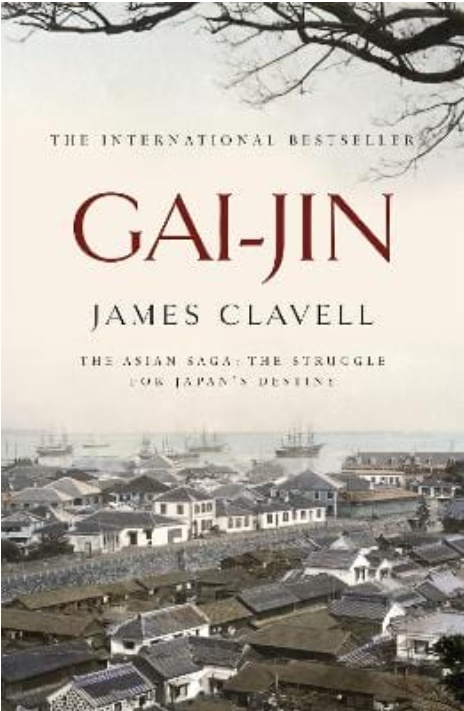 THE INTERNATIONAL BESTSELLER
GAI-JIN
JAMES CLAVELL
THE ASIAN SAGA: THE STRUGGLE
FOR JAPAN'S DESTINY